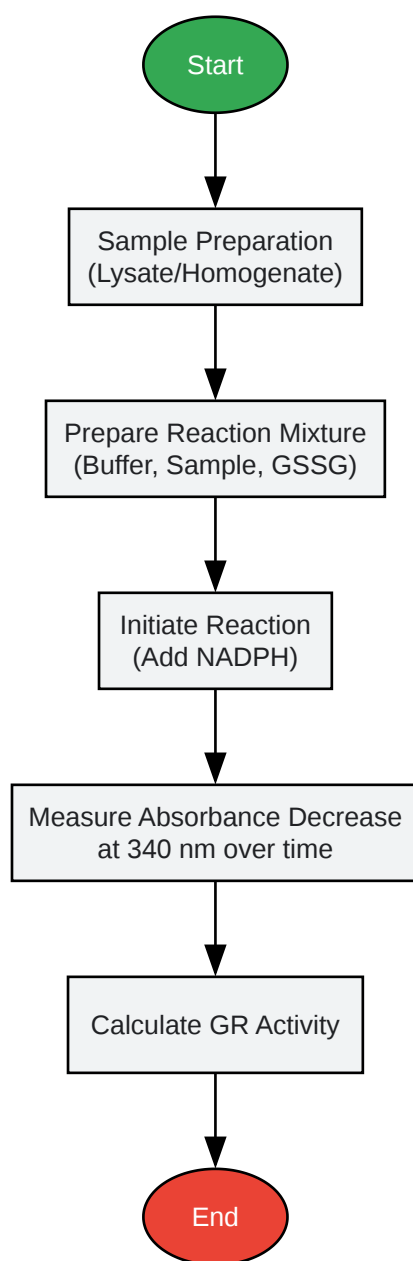 Start
Sample Preparation
(Lysate/Homogenate)
Prepare Reaction Mixture
(Buffer, Sample, GSSG)
Initiate Reaction
(Add NADPH)
Measure Absorbance Decrease
at 340 nm over time
Calculate GR Activity
End